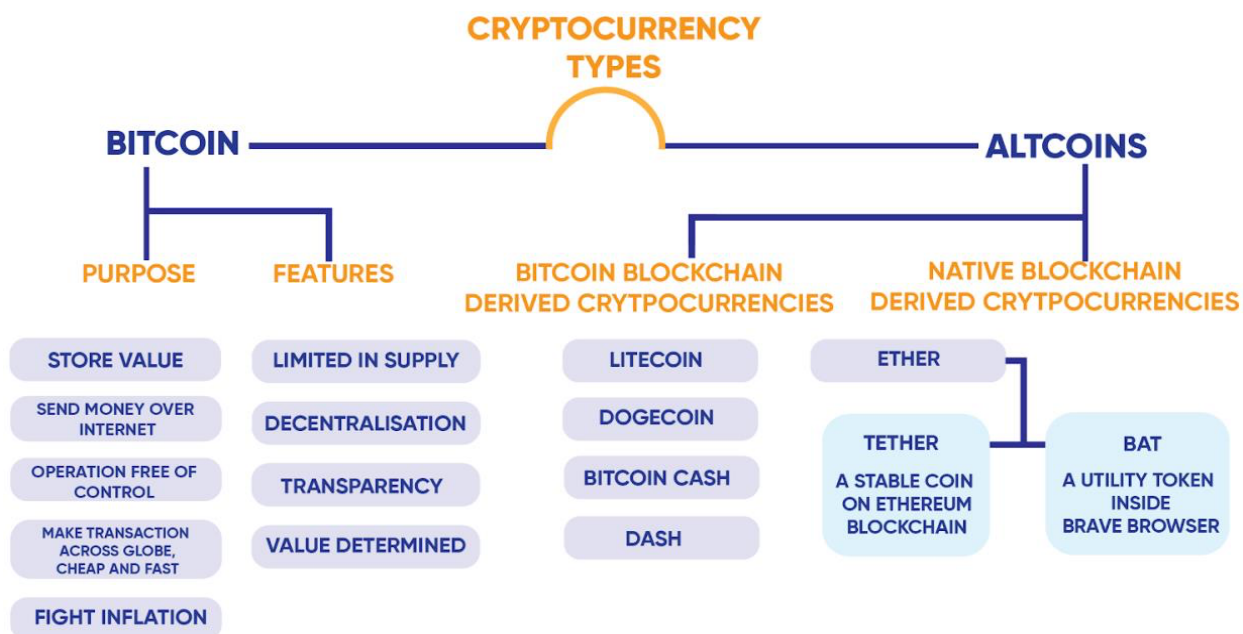 CRYPTOCURRENCY
TYPES
BITCOIN
ALTCOINS
PURPOSE
FEATURES
BITCOIN BLOCKCHAIN
DERIVED CRYTPOCURRENCIES
NATIVE BLOCKCHAIN
DERIVED CRYTPOCURRENCIES
STORE VALUE
SEND MONEY OVER
INTERNET
OPERATION FREE OF
CONTROL
MAKE TRANSACTION
ACROSS GLOBE,
CHEAP AND FAST
FIGHT INFLATION
LIMITED IN SUPPLY
DECENTRALISATION
TRANSPARENCY
VALUE DETERMINED
LITECOIN
DOGECOIN
BITCOIN CASH
DASH
ETHER
TETHER
A STABLE COIN
ON ETHEREUM
BLOCKCHAIN
BAT
A UTILITY TOKEN
INSIDE
BRAVE BROWSER